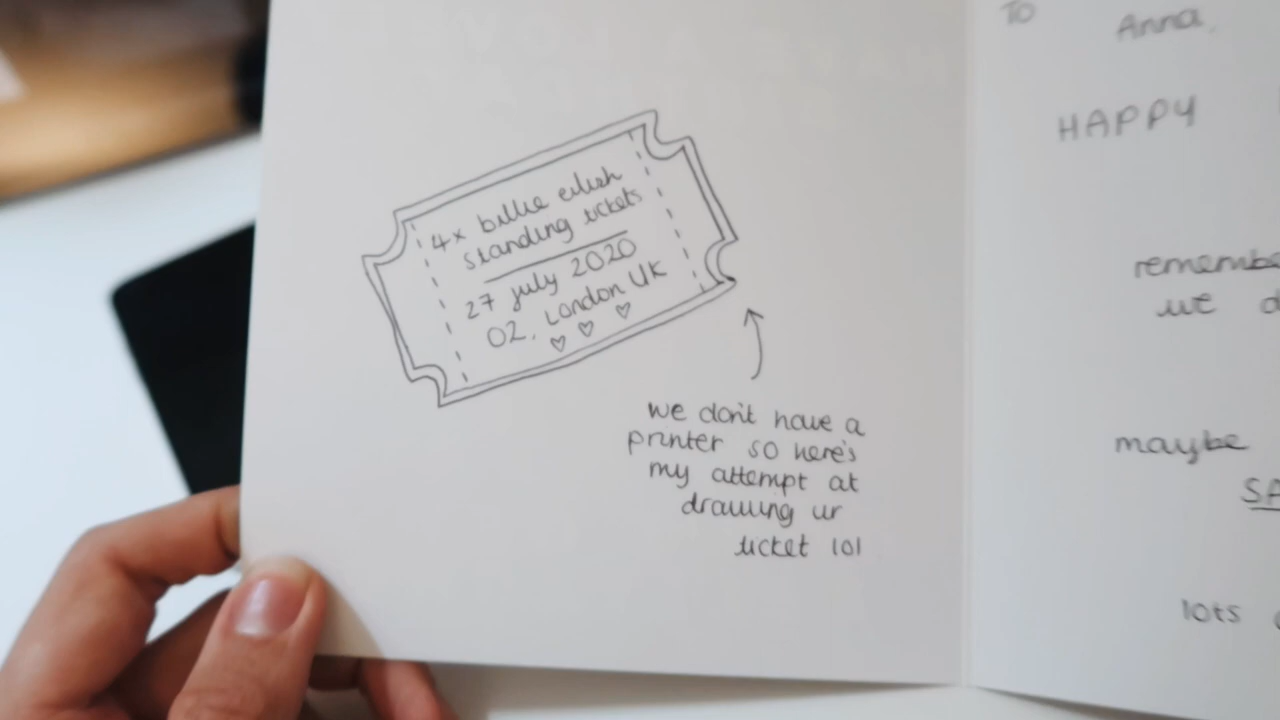 4x billie eilish
standing tickets
27 july 2020
O2, London UK
we don't have a
printer so here's
my attempt at
drawing ur
ticket lol
To
Anna,
HAPPY
we
maybe
lots